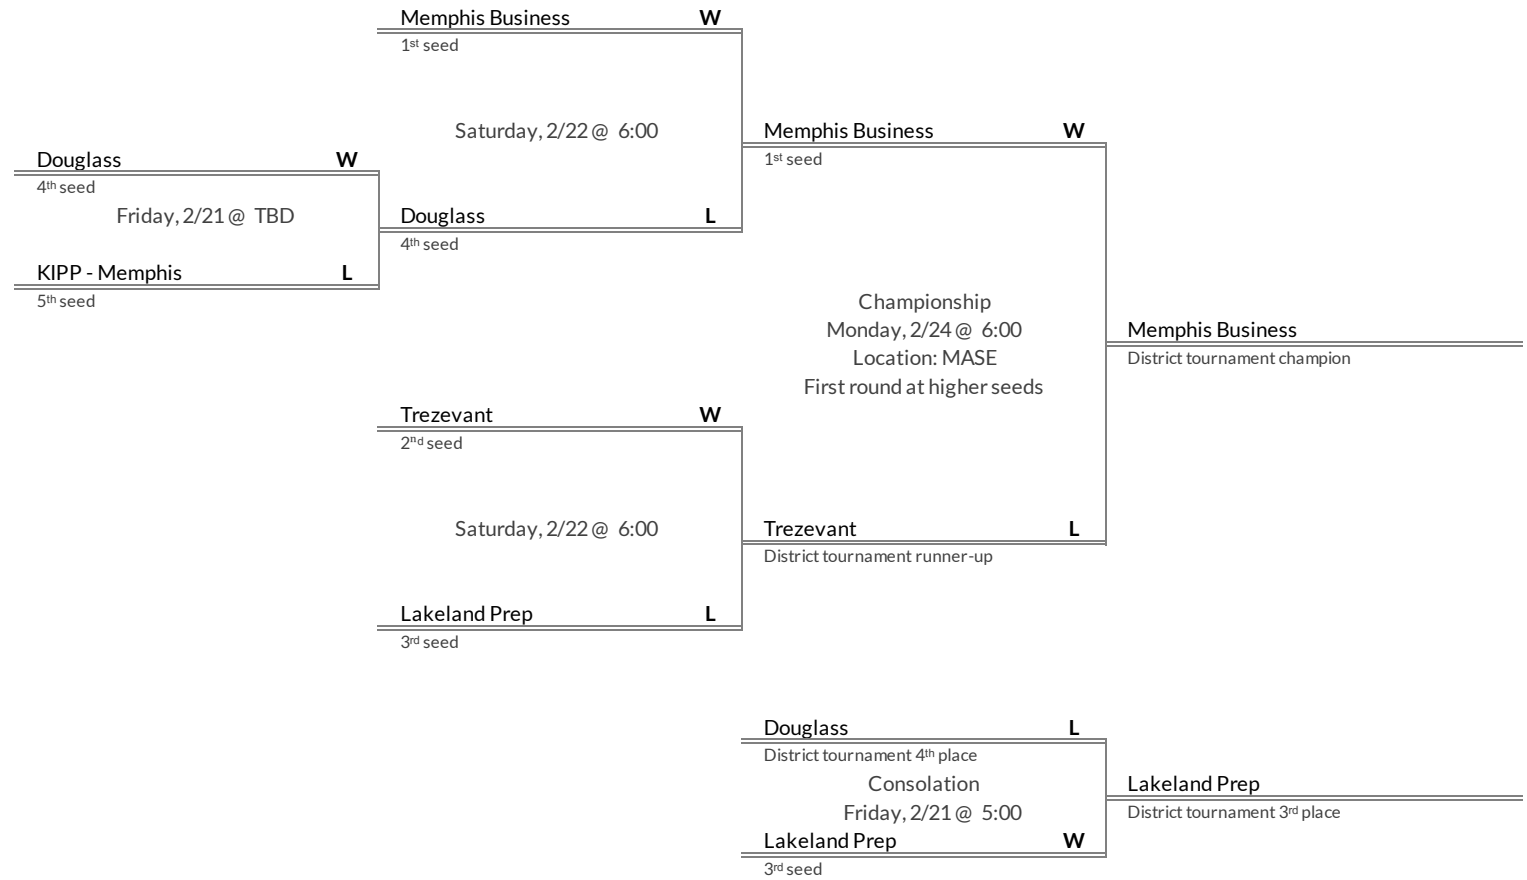 Memphis Business W
1st seed
Saturday, 2/22 @ 6:00
Memphis Business W
1st seed
Douglass W
4th seed
Friday, 2/21 @ TBD
Douglass L
4th seed
KIPP - Memphis L
5th seed
Championship
Monday, 2/24 @ 6:00
Location: MASE
First round at higher seeds
Memphis Business
District tournament champion
Trezevant W
2nd seed
Saturday, 2/22 @ 6:00
Trezevant L
District tournament runner-up
Lakeland Prep L
3rd seed
Douglass L
District tournament 4th place
Consolation
Friday, 2/21 @ 5:00
Lakeland Prep
District tournament 3rd place
Lakeland Prep W
3rd seed